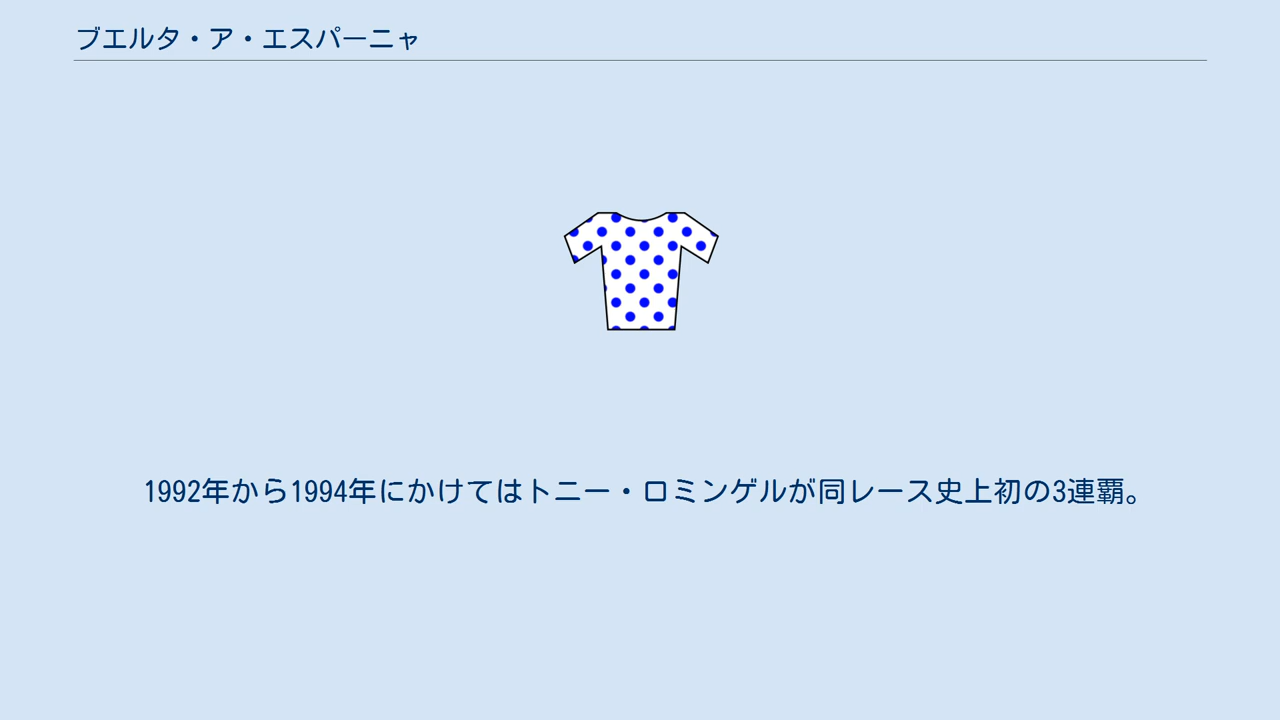 ブエルタ・ア・エスパーニャ
1992年から1994年にかけてはトニー・ロミンゲルが同レース史上初の3連覇。